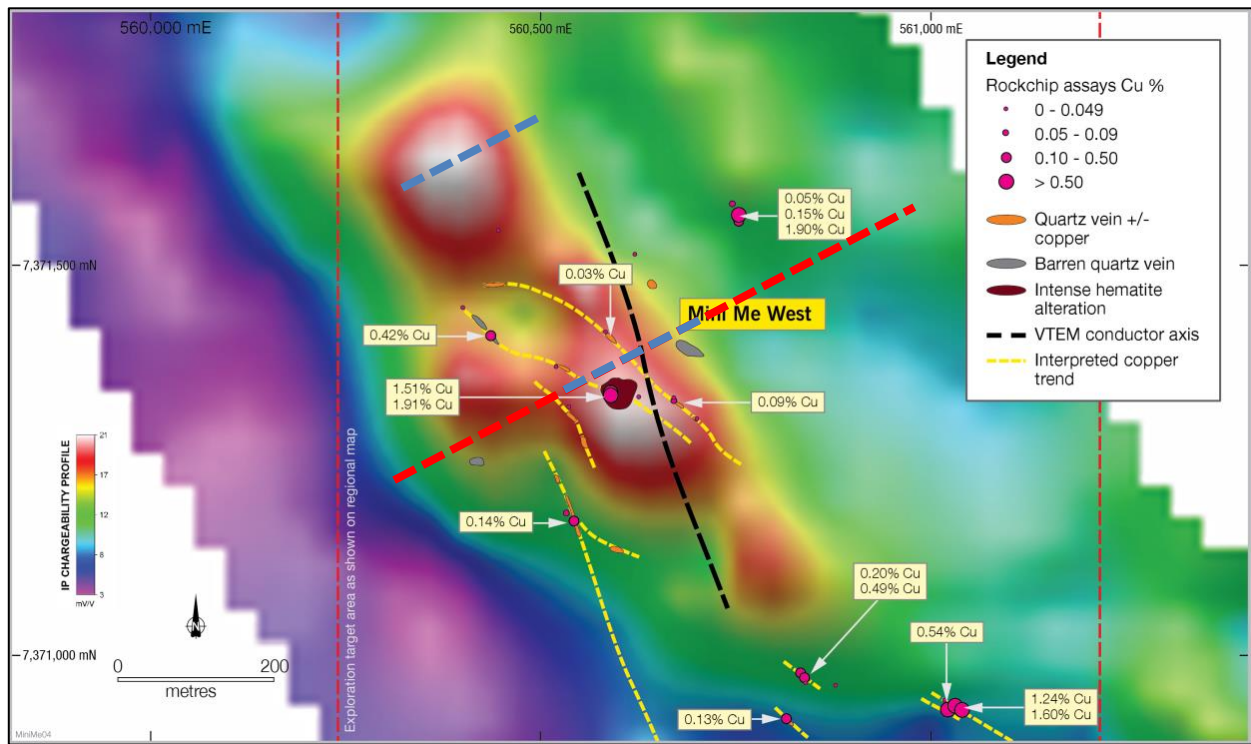 560,000 mE
560,500 mE
561,000 mE
Legend
Rockchip assays Cu %
0 - 0.049
0.05 - 0.09
0.10 - 0.50
> 0.50
Quartz vein +/-
copper
Barren quartz vein
Intense hematite
alteration
VTEM conductor axis
Interpreted copper
trend
0.05% Cu
0.15% Cu
1.90% Cu
7,371,500 mN
0.03% Cu
Mini Me West
0.42% Cu
1.51% Cu
1.91% Cu
0.09% Cu
IP CHARGEABILITY PROFILE
21
17
12
8
3
mV/V
0.14% Cu
Exploration target area as shown on regional map
0.20% Cu
0.49% Cu
0.54% Cu
7,371,000 mN
0
200
metres
1.24% Cu
1.60% Cu
0.13% Cu
MiniMe04